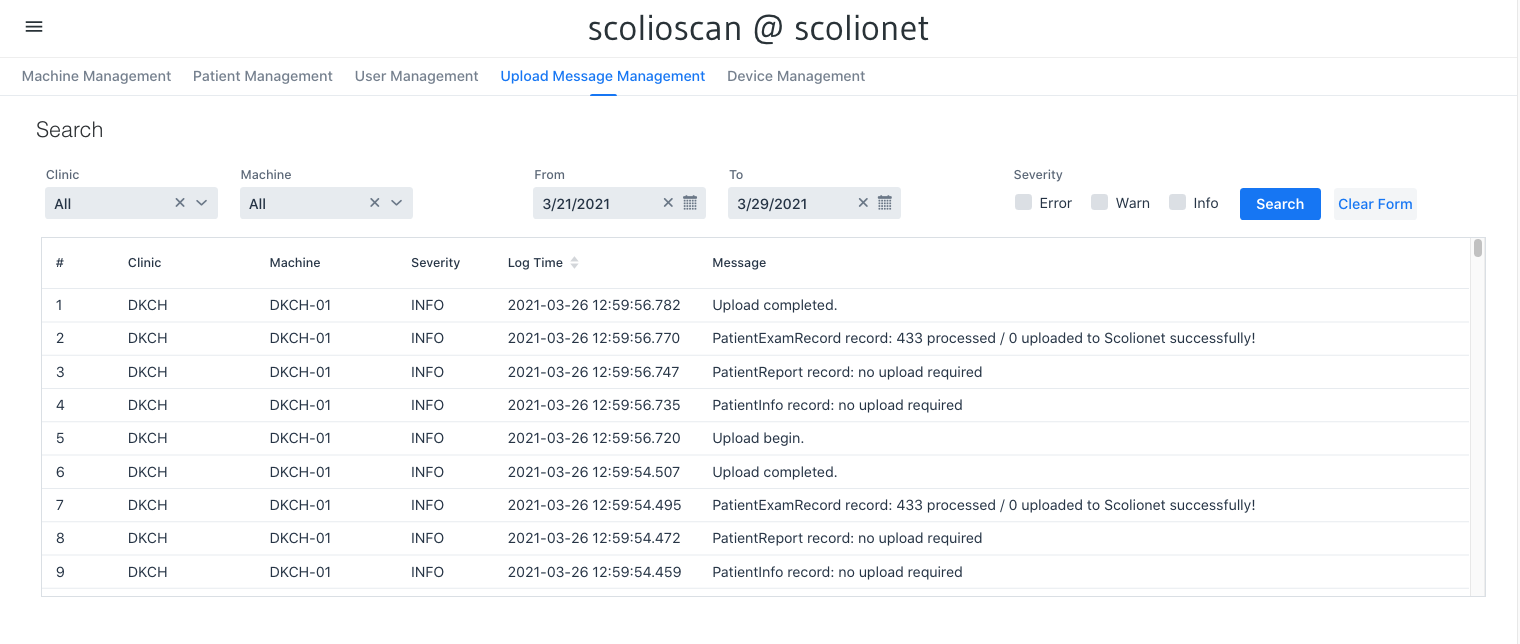 scolioscan @ scolionet
Machine Management Patient Management User Management Upload Message Management Device Management
Search
Clinic Machine From To Severity
All All 3/21/2021 3/29/2021 Error Warn Info Search Clear Form
# Clinic Machine Severity Log Time Message
1 DKCH DKCH-01 INFO 2021-03-26 12:59:56.782 Upload completed.
2 DKCH DKCH-01 INFO 2021-03-26 12:59:56.770 PatientExamRecord record: 433 processed / 0 uploaded to Scolionet successfully!
3 DKCH DKCH-01 INFO 2021-03-26 12:59:56.747 PatientReport record: no upload required
4 DKCH DKCH-01 INFO 2021-03-26 12:59:56.735 PatientInfo record: no upload required
5 DKCH DKCH-01 INFO 2021-03-26 12:59:56.720 Upload begin.
6 DKCH DKCH-01 INFO 2021-03-26 12:59:54.507 Upload completed.
7 DKCH DKCH-01 INFO 2021-03-26 12:59:54.495 PatientExamRecord record: 433 processed / 0 uploaded to Scolionet successfully!
8 DKCH DKCH-01 INFO 2021-03-26 12:59:54.472 PatientReport record: no upload required
9 DKCH DKCH-01 INFO 2021-03-26 12:59:54.459 PatientInfo record: no upload required